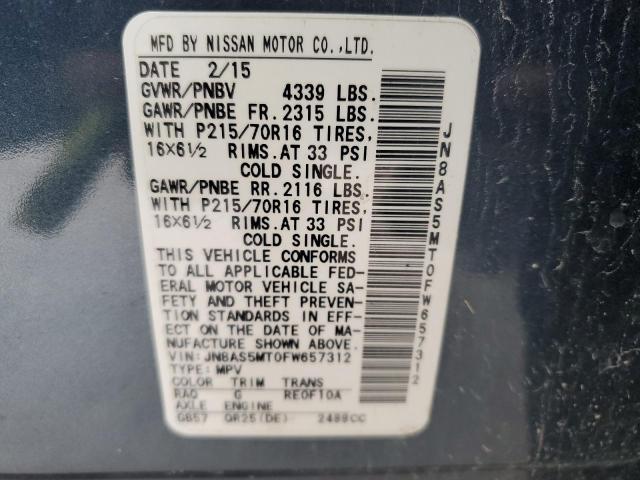 MFD BY NISSAN MOTOR CO.,LTD.
DATE 2/15
GVWR/PNBV 4339 LBS.
GAWR/PNBE FR. 2315 LBS.
WITH P215/70R16 TIRES,
16X6½ RIMS. AT 33 PSI
COLD SINGLE.
GAWR/PNBE RR. 2116 LBS.
WITH P215/70R16 TIRES,
16X6½ RIMS. AT 33 PSI
COLD SINGLE.
THIS VEHICLE CONFORMS
TO ALL APPLICABLE FED-
ERAL MOTOR VEHICLE SA-
FETY AND THEFT PREVEN-
TION STANDARDS IN EFF-
ECT ON THE DATE OF MA-
NUFACTURE SHOWN ABOVE.
VIN: JN8AS5MT0FW657312
TYPE: MPV
COLOR TRIM TRANS
RAQ G RE0F10A
AXLE ENGINE
GB57 QR25(DE) 2488CC
JN8AS5MT0FW657312